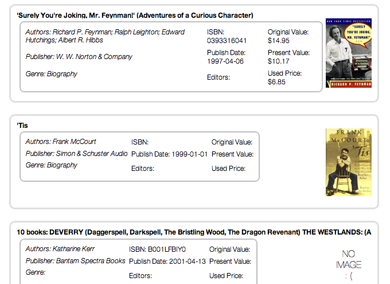 'Surely You're Joking, Mr. Feynman!' (Adventures of a Curious Character)
Authors: Richard P. Feynman; Ralph Leighton; Edward Hutchings; Albert R. Hibbs
Publisher: W. W. Norton & Company
Genre: Biography
ISBN: 0393316041
Publish Date: 1997-04-06
Editors:
Original Value: $14.95
Present Value: $10.17
Used Price: $6.85
"SURELY YOU'RE JOKING, MR. FEYNMAN!"
RICHARD P. FEYNMAN
'Tis
Authors: Frank McCourt
Publisher: Simon & Schuster Audio
Genre: Biography
ISBN:
Publish Date: 1999-01-01
Editors:
Original Value:
Present Value:
Used Price:
FRANK McCOURT
'Tis
10 books: DEVERRY (Daggerspell, Darkspell, The Bristling Wood, The Dragon Revenant) THE WESTLANDS: (A
Authors: Katharine Kerr
Publisher: Bantam Spectra Books
Genre:
ISBN: B001LFBIY0
Publish Date: 2001-04-13
Editors:
Original Value:
Present Value:
Used Price:
NO
IMAGE
: (